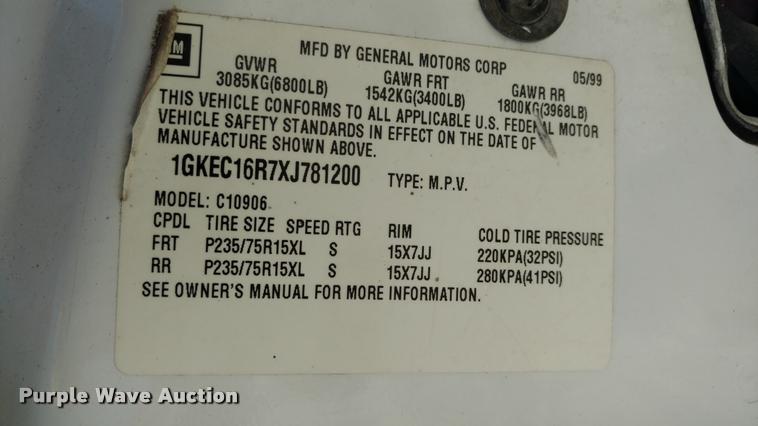 GM
MFD BY GENERAL MOTORS CORP 05/99
GVWR GAWR FRT GAWR RR
3085KG(6800LB) 1542KG(3400LB) 1800KG(3968LB)
THIS VEHICLE CONFORMS TO ALL APPLICABLE U.S. FEDERAL MOTOR
VEHICLE SAFETY STANDARDS IN EFFECT ON THE DATE OF
MANUFACTURE SHOWN ABOVE.
1GKEC16R7XJ781200 TYPE: M.P.V.
MODEL: C10906
CPDL TIRE SIZE SPEED RTG RIM COLD TIRE PRESSURE
FRT P235/75R15XL S 15X7JJ 220KPA(32PSI)
RR P235/75R15XL S 15X7JJ 280KPA(41PSI)
SEE OWNER'S MANUAL FOR MORE INFORMATION.
Purple Wave Auction